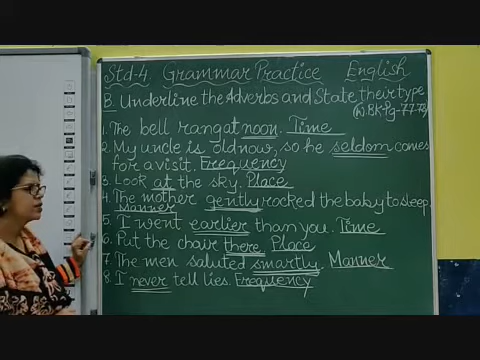 Std-4 Grammar Practice English
B. Underline the Adverbs and State their type
1. The bell rang at noon. Time
2. My uncle is old now, so he seldom comes
for a visit. Frequency
3. Look at the sky. Place
4. The mother gently rocked the baby to sleep.
Manner
5. I went earlier than you. Time
6. Put the chair there. Place
7. The men saluted smartly. Manner
8. I never tell lies. Frequency